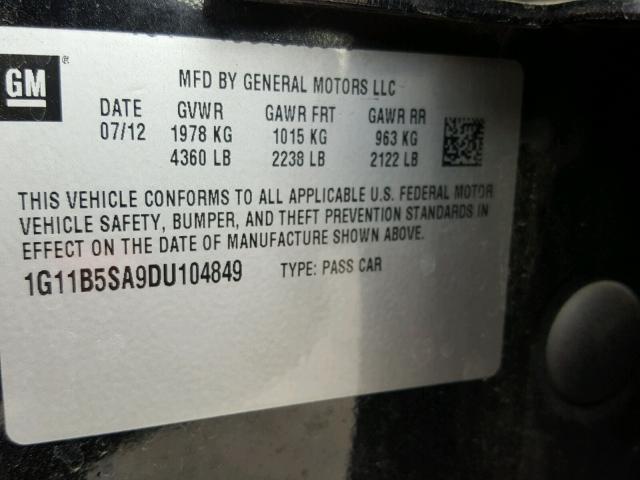 GM ®
MFD BY GENERAL MOTORS LLC
DATE GVWR GAWR FRT GAWR RR
07/12 1978 KG 1015 KG 963 KG
4360 LB 2238 LB 2122 LB
THIS VEHICLE CONFORMS TO ALL APPLICABLE U.S. FEDERAL MOTOR
VEHICLE SAFETY, BUMPER, AND THEFT PREVENTION STANDARDS IN
EFFECT ON THE DATE OF MANUFACTURE SHOWN ABOVE.
1G11B5SA9DU104849 TYPE: PASS CAR